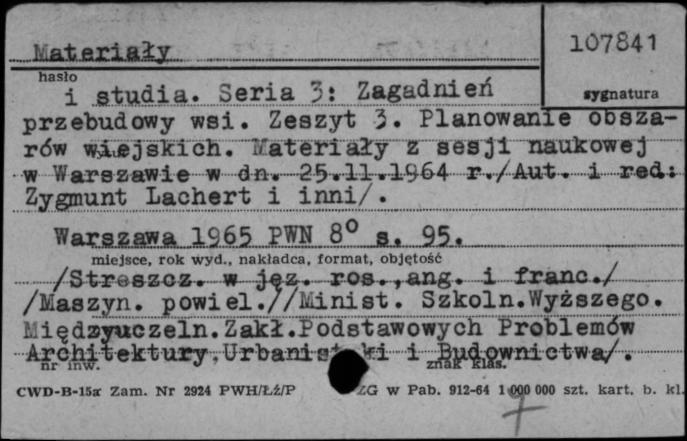 Materiały
107841
hasło
sygnatura
i studia. Seria 3: Zagadnień
przebudowy wsi. Zeszyt 3. Planowanie obsza-
rów wiejskich. Materiały z sesji naukowej
w Warszawie w dn. 25.11.1964 r./Aut. i red:
Zygmunt Lachert i inni/.
Warszawa 1965 PWN 8° s. 95.
miejsce, rok wyd., nakładca, format, objętość
/Streszcz. w jęz. ros.,ang. i franc./
/Maszyn. powiel.//Minist. Szkoln.Wyższego.
Międzyuczeln.Zakł.Podstawowych Problemów
Architektury,Urbanistyki i Budownictwa/.
nr inw.
znak klas.
CWD-B-15a Zam. Nr 2924 PWH/Łź/P ZG w Pab. 912-64 1 000 000 szt. kart. b. kl.